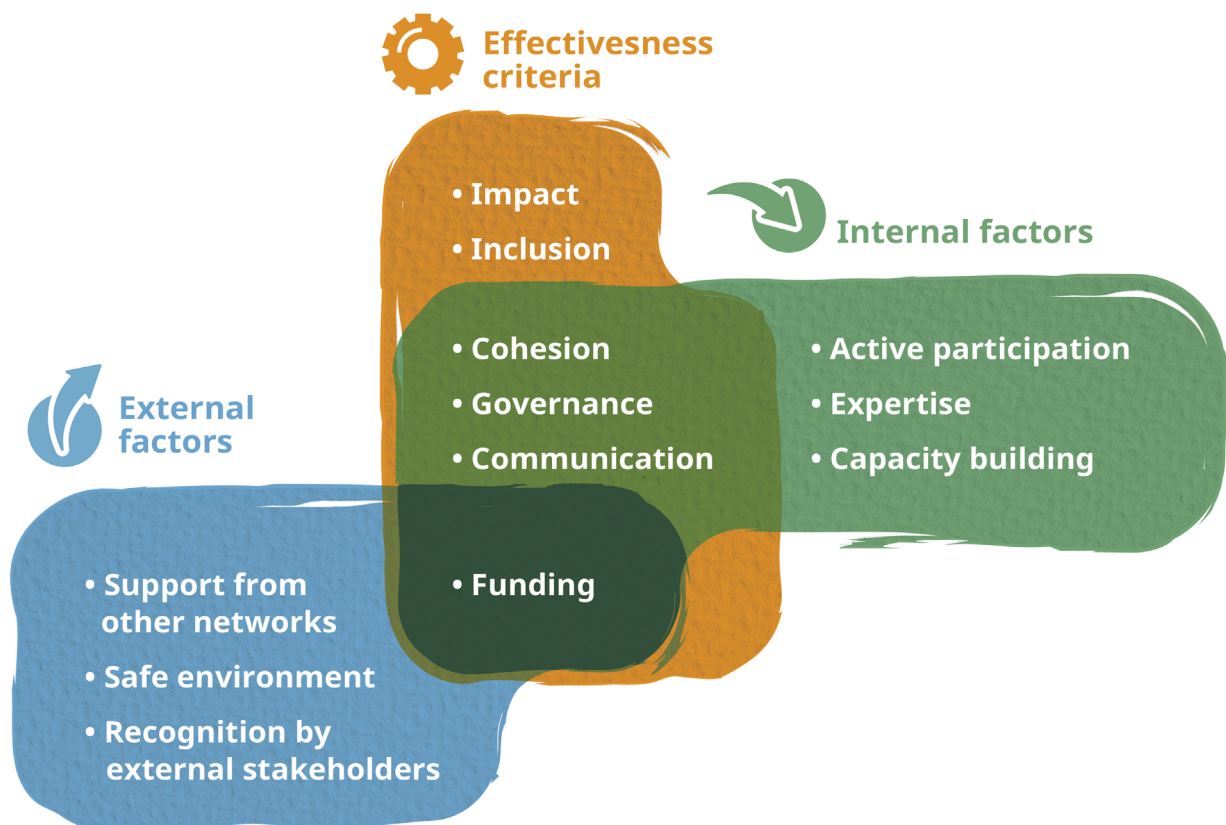 Effectivesness
criteria
• Impact
• Inclusion
Internal factors
• Cohesion
• Governance
• Communication
• Active participation
• Expertise
• Capacity building
External
factors
• Support from
other networks
• Safe environment
• Recognition by
external stakeholders
• Funding